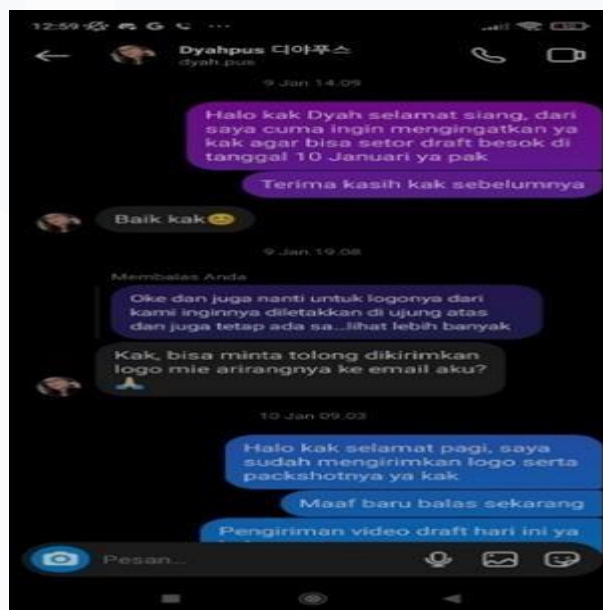 12:59
Dyahpus 디야푸스
dyah.pus
9 Jan 14.09
Halo kak Dyah selamat siang, dari
saya cuma ingin mengingatkan ya
kak agar bisa setor draft besok di
tanggal 10 Januari ya pak
Terima kasih kak sebelumnya
Baik kak😊
9 Jan 19.08
Membalas Anda
Oke dan juga nanti untuk logonya dari
kami inginnya diletakkan di ujung atas
dan juga tetap ada sa...lihat lebih banyak
Kak, bisa minta tolong dikirimkan
logo mie arirangnya ke email aku?
🙏
10 Jan 09.03
Halo kak selamat pagi, saya
sudah mengirimkan logo serta
packshotnya ya kak
Maaf baru balas sekarang
Pengiriman video draft hari ini ya
Pesan...